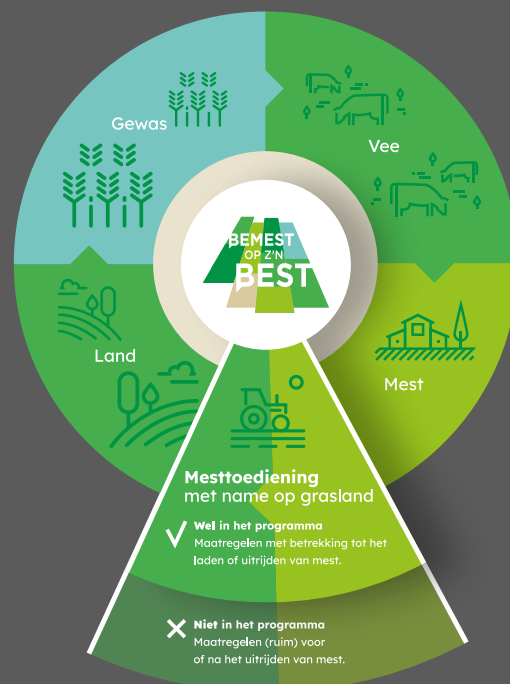 Gewas
Vee
BEMEST
OP Z'N
BEST
Land
Mest
Mesttoediening
met name op grasland
Wel in het programma
Maatregelen met betrekking tot het
laden of uitrijden van mest.
Niet in het programma
Maatregelen (ruim) voor
of na het uitrijden van mest.